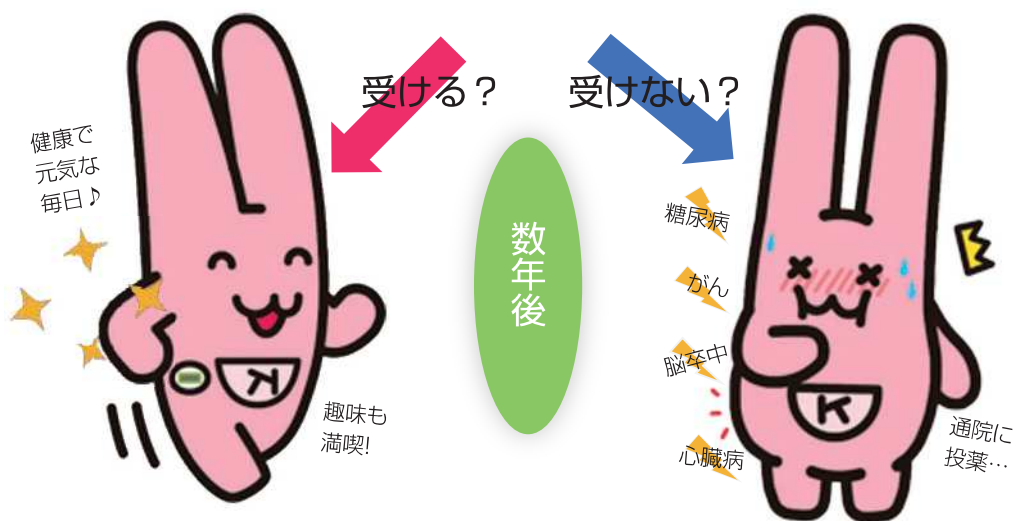 受ける？
受けない？
健康で
元気な
毎日♪
数年後
糖尿病
がん
脳卒中
心臓病
K
趣味も
満喫!
K
通院に
投薬…